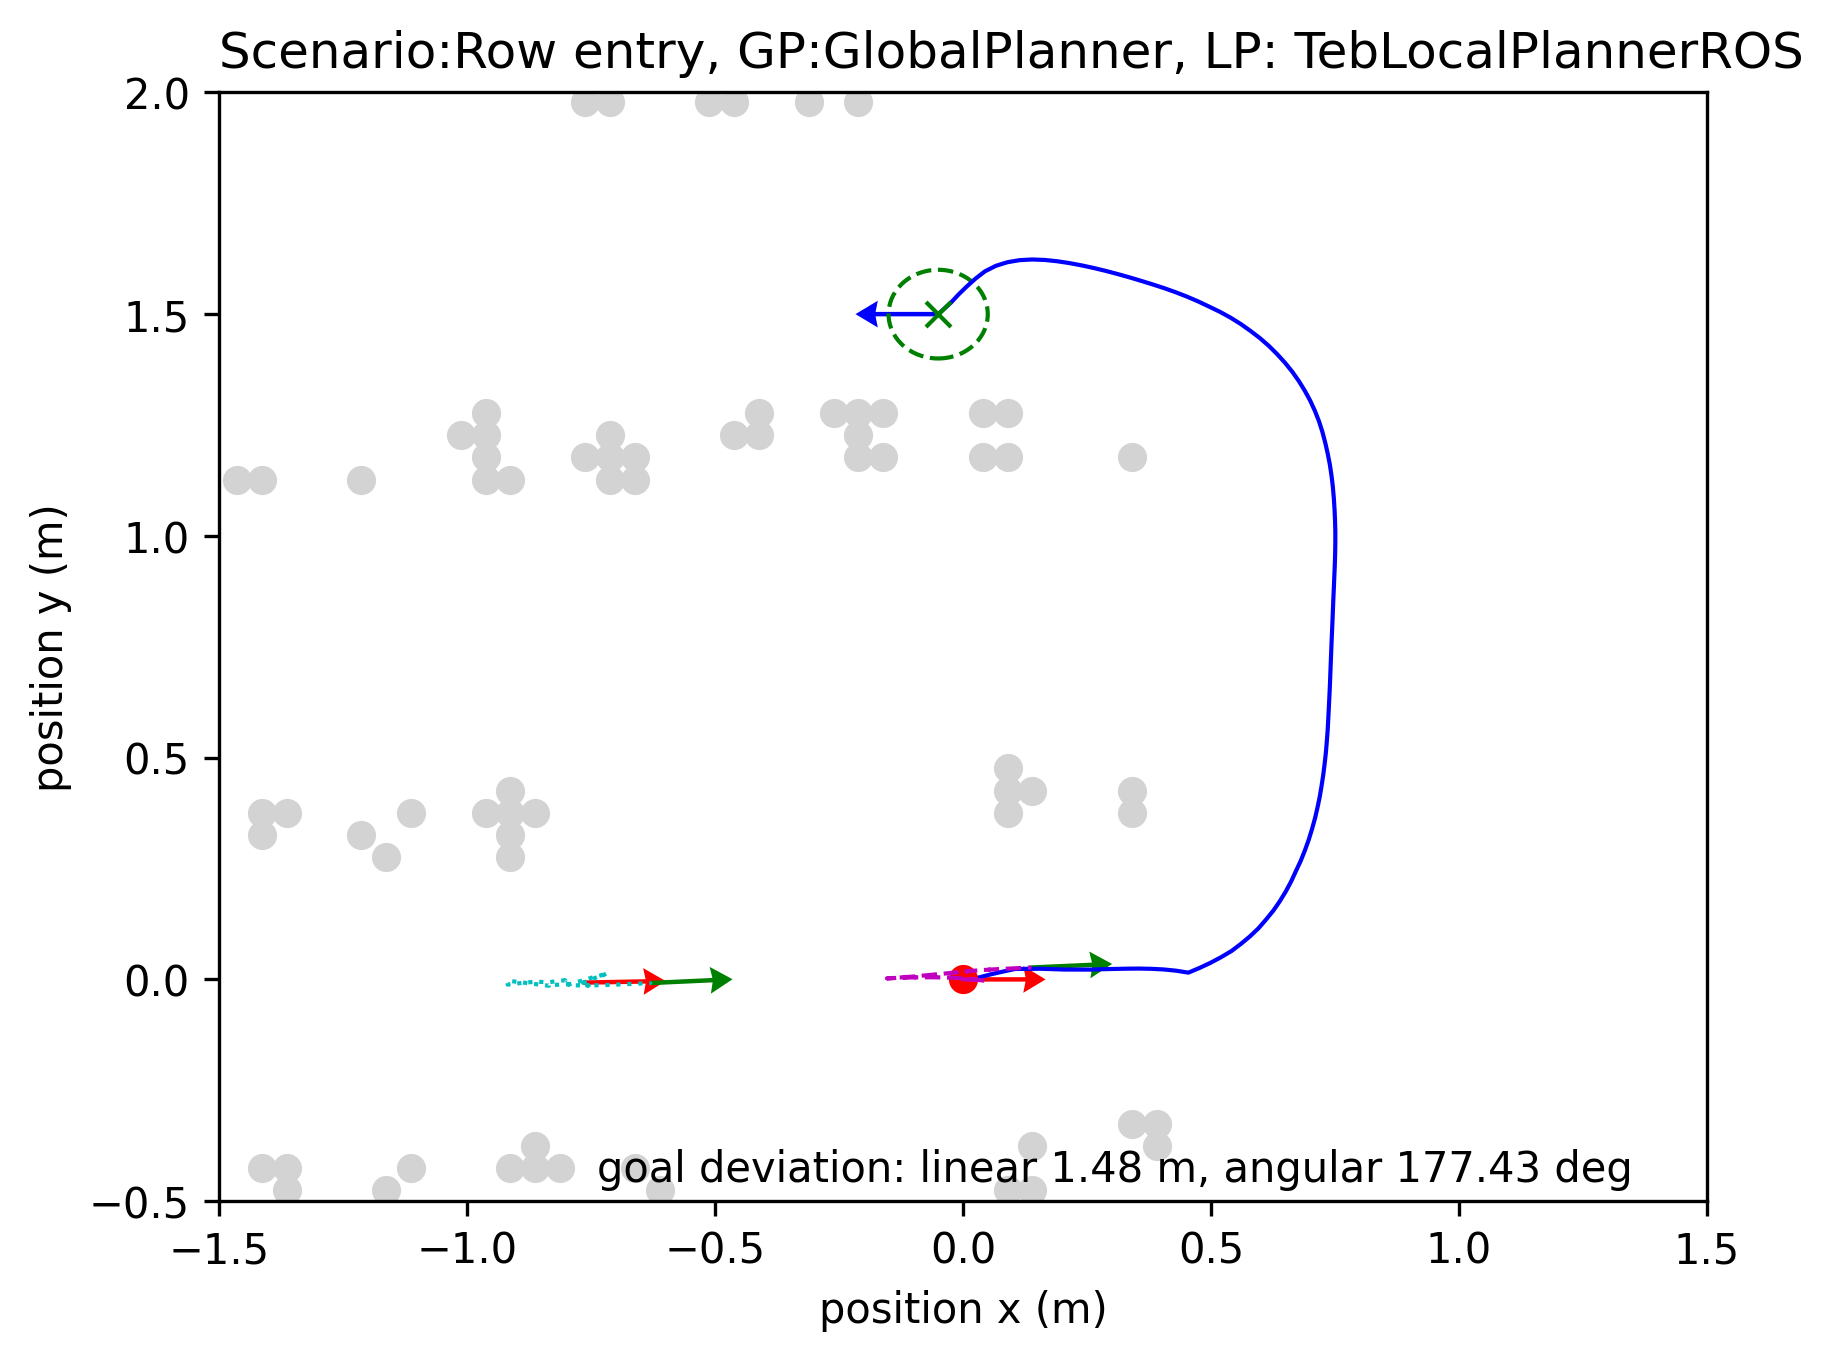 Scenario:Row entry, GP:GlobalPlanner, LP: TebLocalPlannerROS
2.0
1.5
1.0
0.5
0.0
−0.5
position y (m)
goal deviation: linear 1.48 m, angular 177.43 deg
−1.5 −1.0 −0.5 0.0 0.5 1.0 1.5
position x (m)